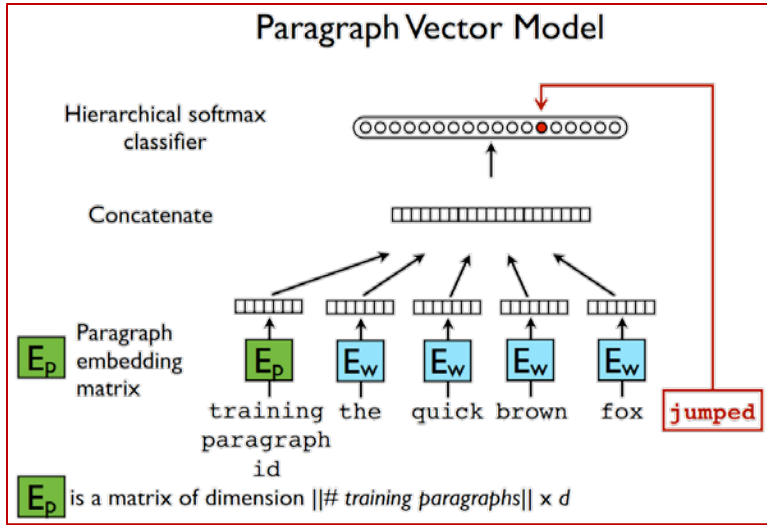 Paragraph Vector Model
Hierarchical softmax
classifier
Concatenate
Ep
Paragraph
embedding
matrix
Ep
Ew
Ew
Ew
Ew
training
paragraph
id
the
quick
brown
fox
jumped
Ep is a matrix of dimension ||# training paragraphs|| x d